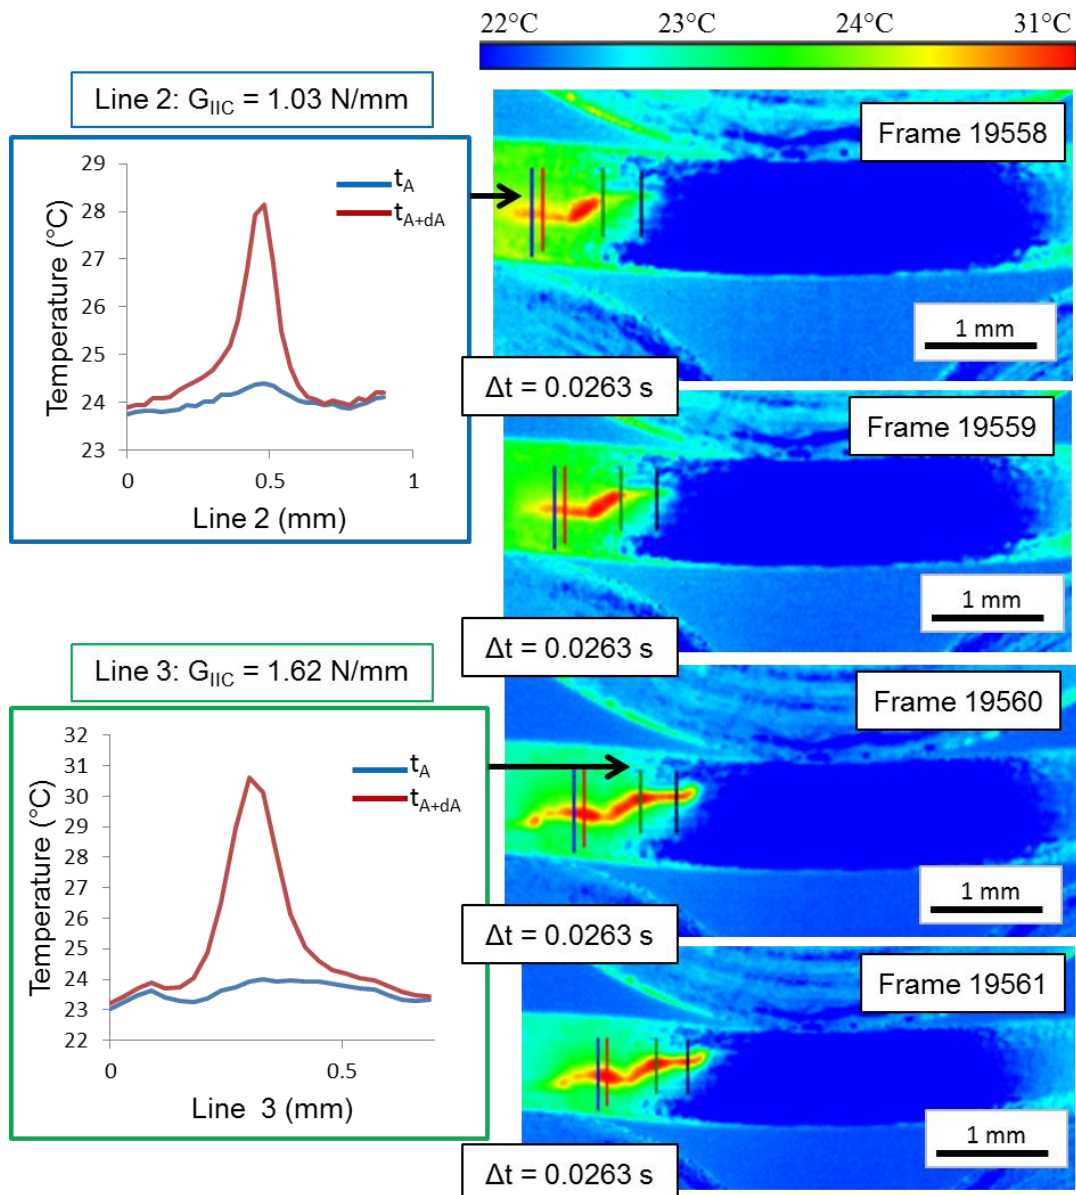 22°C 23°C 24°C 31°C
Line 2: G_IIC = 1.03 N/mm
Frame 19558
29
28
27
26
25
24
23
Temperature (°C)
t_A
t_A+dA
0 0.5 1
Line 2 (mm)
1 mm
Δt = 0.0263 s
Frame 19559
1 mm
Δt = 0.0263 s
Line 3: G_IIC = 1.62 N/mm
Frame 19560
32
31
30
29
28
27
26
25
24
23
22
Temperature (°C)
t_A
t_A+dA
0 0.5
Line 3 (mm)
1 mm
Δt = 0.0263 s
Frame 19561
1 mm
Δt = 0.0263 s